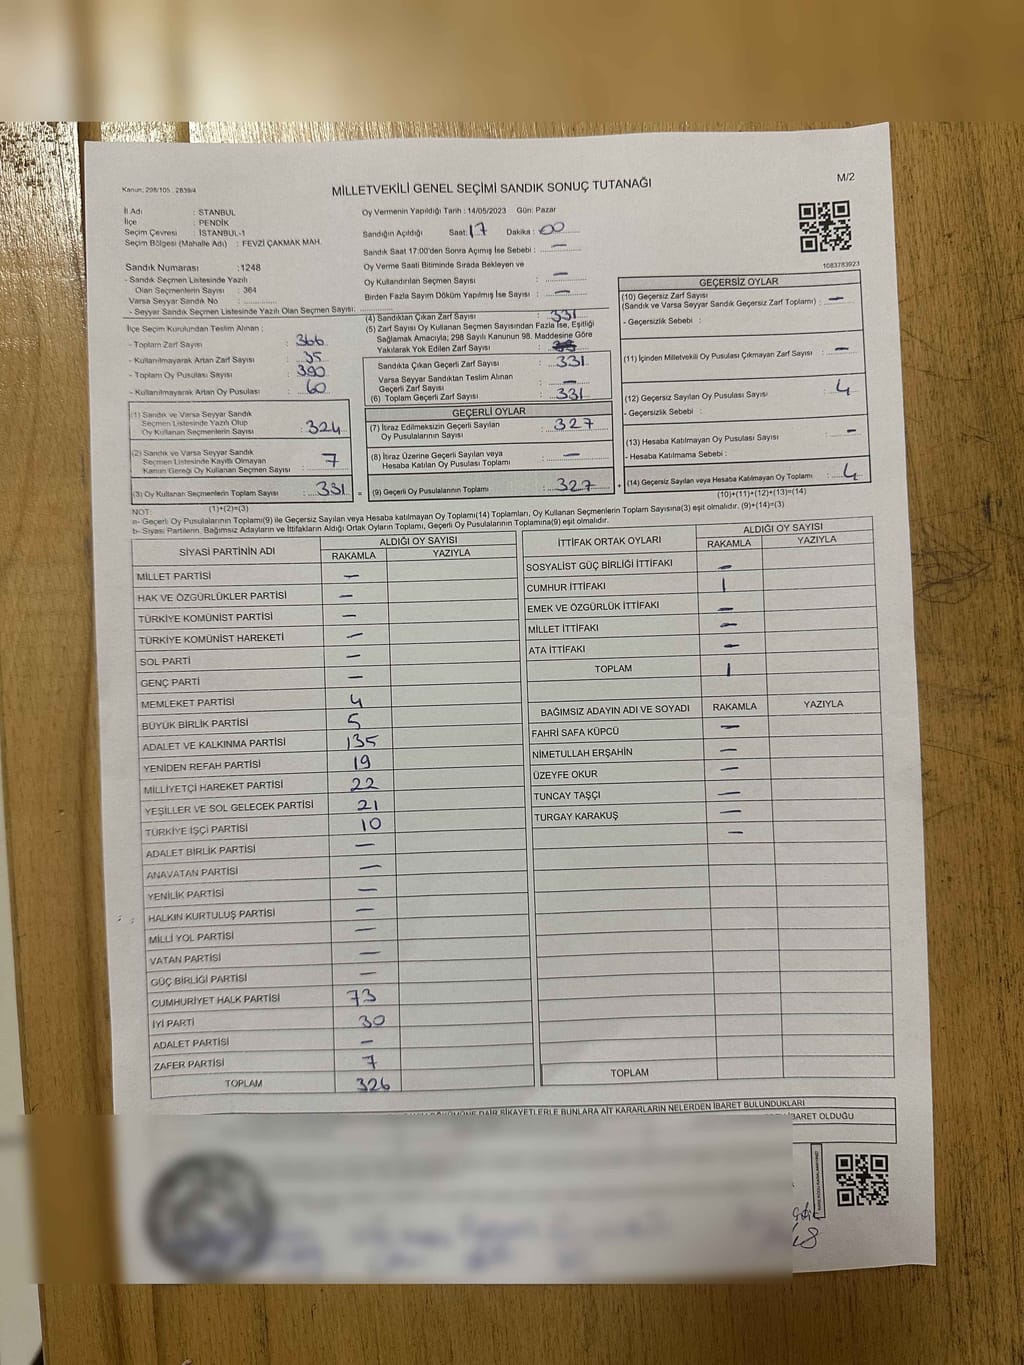 Kanun: 298/105 , 2839/4
MİLLETVEKİLİ GENEL SEÇİMİ SANDIK SONUÇ TUTANAĞI
M/2
İl Adı : STANBUL
İlçe : PENDİK
Seçim Çevresi : İSTANBUL-1
Seçim Bölgesi (Mahalle Adı) : FEVZİ ÇAKMAK MAH.
Oy Vermenin Yapıldığı Tarih : 14/05/2023 Gün: Pazar
Sandığın Açıldığı Saat: 17 Dakika : 00
Sandık Saat 17:00'den Sonra Açımış İse Sebebi : —
Oy Verme Saati Bitiminde Sırada Bekleyen ve
Oy Kullandırılan Seçmen Sayısı : —
Birden Fazla Sayım Döküm Yapılmış İse Sayısı : —
1083783923
Sandık Numarası : 1248
- Sandık Seçmen Listesinde Yazılı
Olan Seçmenlerin Sayısı : 364
Varsa Seyyar Sandık No :
- Seyyar Sandık Seçmen Listesinde Yazılı Olan Seçmen Sayısı:
İlçe Seçim Kurulundan Teslim Alınan :
- Toplam Zarf Sayısı : 366
- Kullanılmayarak Artan Zarf Sayısı : 35
- Toplam Oy Pusulası Sayısı : 390
- Kullanılmayarak Artan Oy Pusulası : 60
(1) Sandık ve Varsa Seyyar Sandık
Seçmen Listesinde Yazılı Olup
Oy Kullanan Seçmenlerin Sayısı : 324
(2) Sandık ve Varsa Seyyar Sandık
Seçmen Listesinde Kayıtlı Olmayan
Kanun Gereği Oy Kullanan Seçmen Sayısı : 7
(3) Oy Kullanan Seçmenlerin Toplam Sayısı : 331
(1)+(2)=(3)
(4) Sandıktan Çıkan Zarf Sayısı : 331
(5) Zarf Sayısı Oy Kullanan Seçmen Sayısından Fazla İse, Eşitliği
Sağlamak Amacıyla; 298 Sayılı Kanunun 98. Maddesine Göre
Yakılarak Yok Edilen Zarf Sayısı :
Sandıkta Çıkan Geçerli Zarf Sayısı : 331
Varsa Seyyar Sandıktan Teslim Alınan
Geçerli Zarf Sayısı : —
(6) Toplam Geçerli Zarf Sayısı : 331
GEÇERLİ OYLAR
(7) İtiraz Edilmeksizin Geçerli Sayılan
Oy Pusulalarının Sayısı : 327
(8) İtiraz Üzerine Geçerli Sayılan veya
Hesaba Katılan Oy Pusulası Toplamı : —
= (9) Geçerli Oy Pusulalarının Toplamı : 327 +
GEÇERSİZ OYLAR
(10) Geçersiz Zarf Sayısı
(Sandık ve Varsa Seyyar Sandık Geçersiz Zarf Toplamı) : —
- Geçersizlik Sebebi :
(11) İçinden Milletvekili Oy Pusulası Çıkmayan Zarf Sayısı : —
(12) Geçersiz Sayılan Oy Pusulası Sayısı : 4
- Geçersizlik Sebebi :
(13) Hesaba Katılmayan Oy Pusulası Sayısı : —
- Hesaba Katılmama Sebebi :
(14) Geçersiz Sayılan veya Hesaba Katılmayan Oy Toplamı : 4
(10)+(11)+(12)+(13)=(14)
NOT:
a- Geçerli Oy Pusulalarının Toplamı(9) ile Geçersiz Sayılan veya Hesaba katılmayan Oy Toplamı(14) Toplamları, Oy Kullanan Seçmenlerin Toplam Sayısına(3) eşit olmalıdır. (9)+(14)=(3)
b- Siyasi Partilerin, Bağımsız Adayların ve İttifakların Aldığı Ortak Oyların Toplamı, Geçerli Oy Pusulalarının Toplamına(9) eşit olmalıdır.
SİYASİ PARTİNİN ADI ALDIĞI OY SAYISI
RAKAMLA YAZIYLA
MİLLET PARTİSİ —
HAK VE ÖZGÜRLÜKLER PARTİSİ —
TÜRKİYE KOMÜNİST PARTİSİ —
TÜRKİYE KOMÜNİST HAREKETİ —
SOL PARTİ —
GENÇ PARTİ —
MEMLEKET PARTİSİ 4
BÜYÜK BİRLİK PARTİSİ 5
ADALET VE KALKINMA PARTİSİ 135
YENİDEN REFAH PARTİSİ 19
MİLLİYETÇİ HAREKET PARTİSİ 22
YEŞİLLER VE SOL GELECEK PARTİSİ 21
TÜRKİYE İŞÇİ PARTİSİ 10
ADALET BİRLİK PARTİSİ —
ANAVATAN PARTİSİ —
YENİLİK PARTİSİ —
HALKIN KURTULUŞ PARTİSİ —
MİLLİ YOL PARTİSİ —
VATAN PARTİSİ —
GÜÇ BİRLİĞİ PARTİSİ —
CUMHURİYET HALK PARTİSİ 73
İYİ PARTİ 30
ADALET PARTİSİ —
ZAFER PARTİSİ 7
TOPLAM 326
İTTİFAK ORTAK OYLARI ALDIĞI OY SAYISI
RAKAMLA YAZIYLA
SOSYALİST GÜÇ BİRLİĞİ İTTİFAKI —
CUMHUR İTTİFAKI 1
EMEK VE ÖZGÜRLÜK İTTİFAKI —
MİLLET İTTİFAKI —
ATA İTTİFAKI —
TOPLAM 1
BAĞIMSIZ ADAYIN ADI VE SOYADI RAKAMLA YAZIYLA
FAHRİ SAFA KÜPCÜ —
NİMETULLAH ERŞAHİN —
ÜZEYFE OKUR —
TUNCAY TAŞÇI —
TURGAY KARAKUŞ —
—
TOPLAM
DAİR ŞİKAYETLERLE BUNLARA AİT KARARLARIN NELERDEN İBARET BULUNDUKLARI
İBARET OLDUĞU